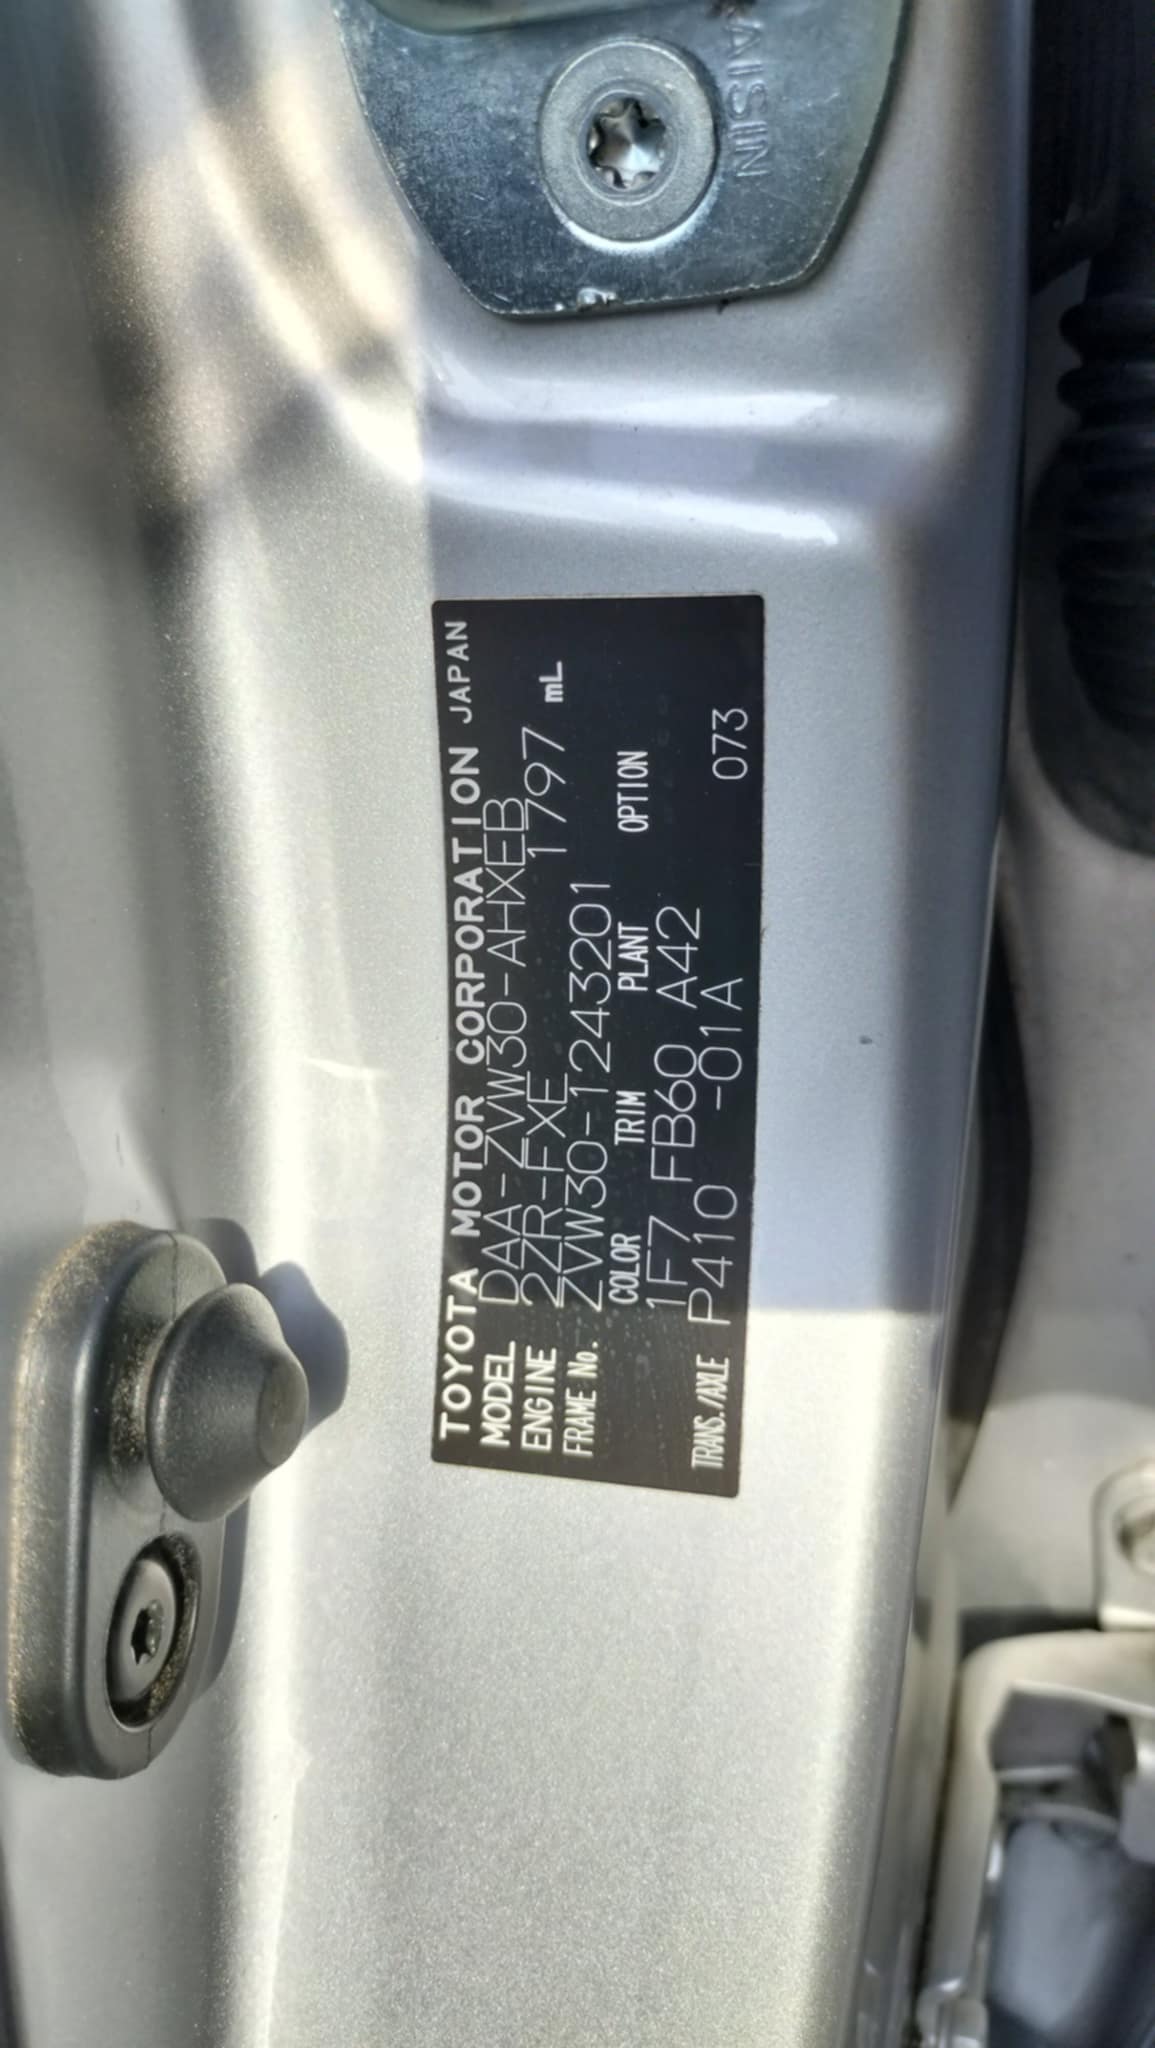 AISIN
TOYOTA MOTOR CORPORATION JAPAN
MODEL DAA-ZVW30-AHXEB
ENGINE 2ZR-FXE 1797 mL
FRAME No. ZVW30-1243201
COLOR TRIM PLANT OPTION
1F7 FB60 A42
TRANS./AXLE P410 -01A 073